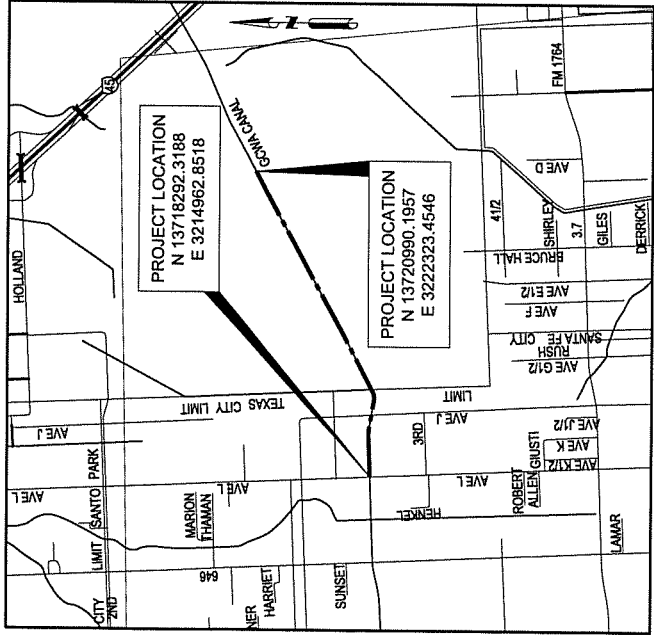 HOLLAND
45
N
PROJECT LOCATION
N 13718292.3188
E 3214962.8518
GCWA CANAL
FM 1764
AVE D
41/2
SHIRLEY
3.7
GILES
DERRICK
BRUCE HALL
AVE E1/2
AVE F
SANTA FE CITY
RUSH
AVE G1/2
PROJECT LOCATION
N 13720990.1957
E 3222323.4546
TEXAS CITY LIMIT
LIMIT
AVE J
AVE J
3RD
AVE J1/2
AVE K
AVE K1/2
GIUSTI
ROBERT
ALLEN
AVE L
AVE L
AVE L
PARK
SANTO
LIMIT
CITY
2ND
MARION
THAMAN
HENKEL
646
NER
HARRIET
SUNSET
LAMAR